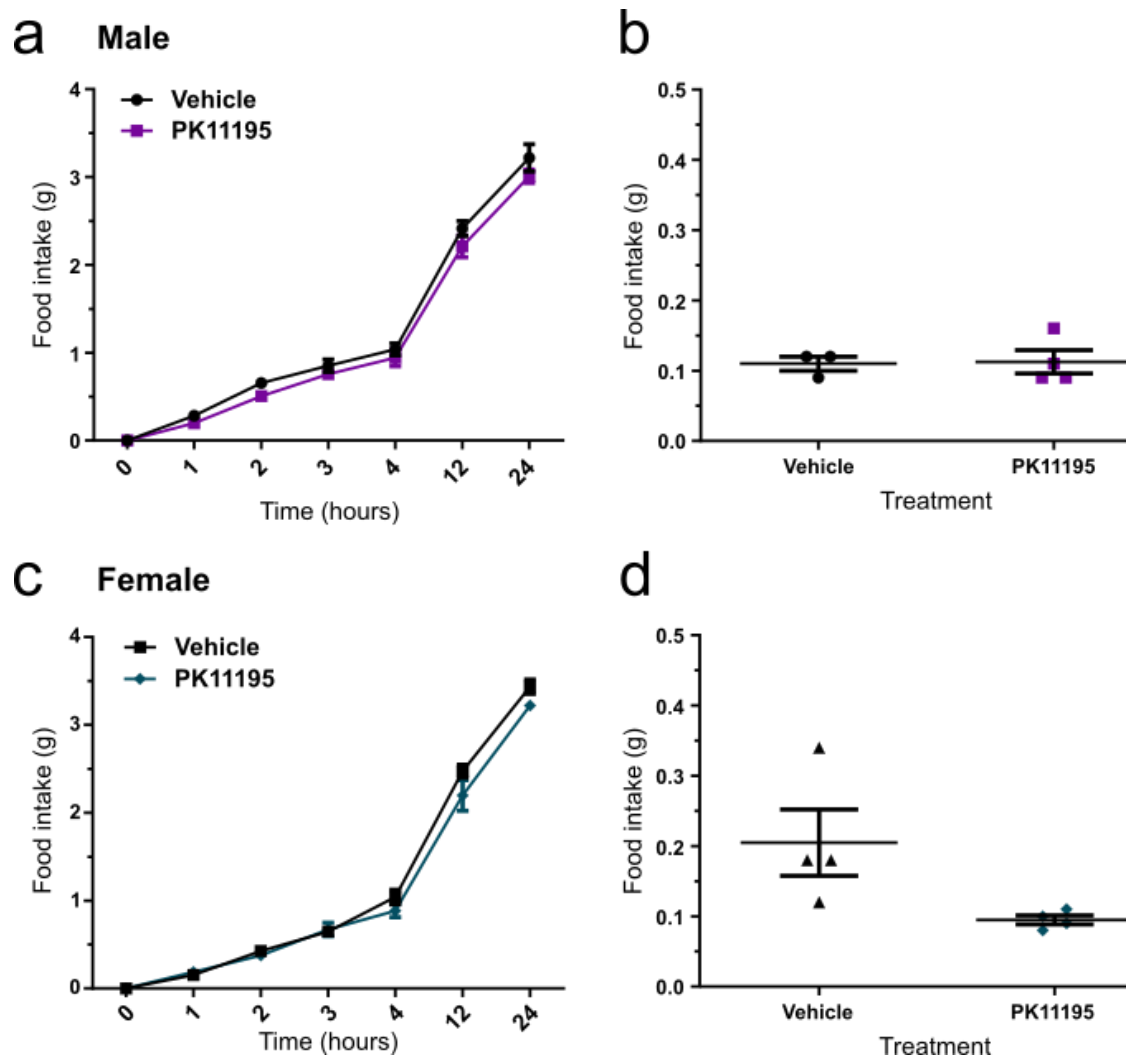 a Male
4
3
2
1
0
Food intake (g)
Vehicle
PK11195
0 1 2 3 4 12 24
Time (hours)
b
0.5
0.4
0.3
0.2
0.1
0.0
Food intake (g)
Vehicle PK11195
Treatment
c Female
4
3
2
1
0
Food intake (g)
Vehicle
PK11195
0 1 2 3 4 12 24
Time (hours)
d
0.5
0.4
0.3
0.2
0.1
0.0
Food intake (g)
Vehicle PK11195
Treatment